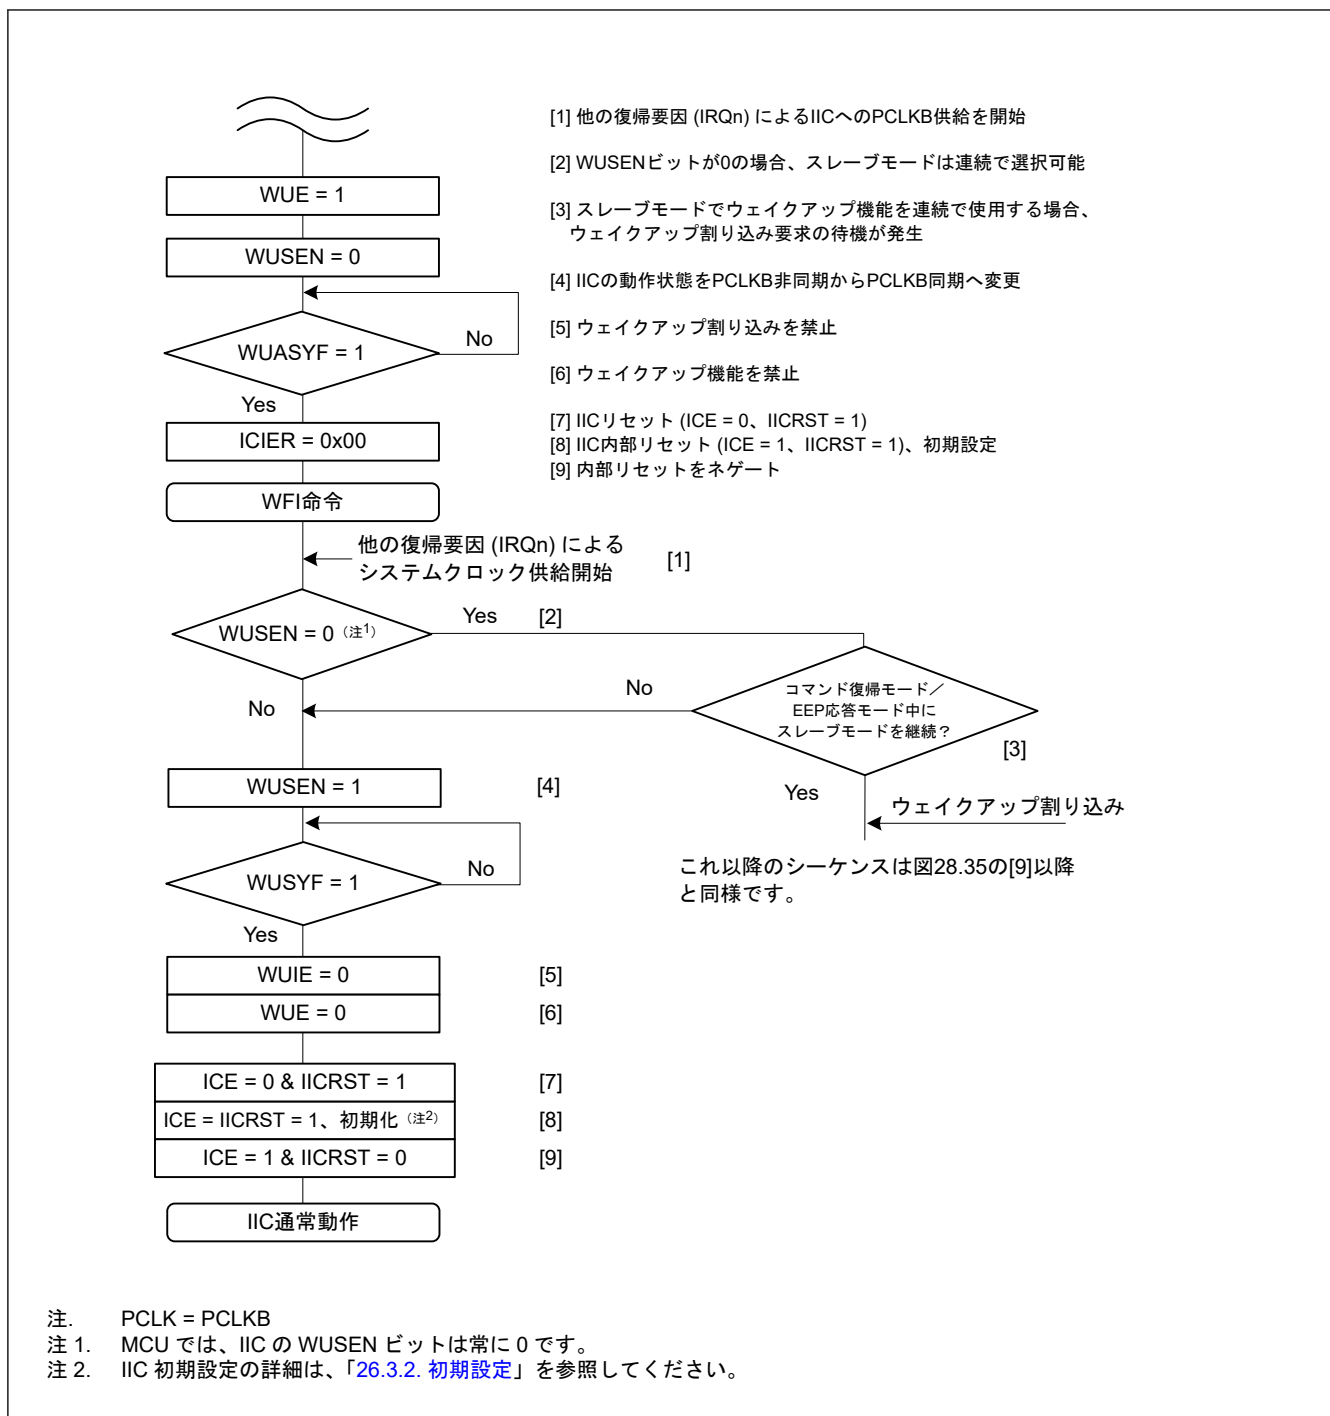 [1] 他の復帰要因 (IRQn) によるIICへのPCLKB供給を開始
[2] WUSENビットが0の場合、スレーブモードは連続で選択可能
[3] スレーブモードでウェイクアップ機能を連続で使用する場合、
ウェイクアップ割り込み要求の待機が発生
[4] IICの動作状態をPCLKB非同期からPCLKB同期へ変更
[5] ウェイクアップ割り込みを禁止
[6] ウェイクアップ機能を禁止
[7] IICリセット (ICE = 0、IICRST = 1)
[8] IIC内部リセット (ICE = 1、IICRST = 1)、初期設定
[9] 内部リセットをネゲート
WUE = 1
WUSEN = 0
WUASYF = 1
No
Yes
ICIER = 0x00
WFI命令
他の復帰要因 (IRQn) による
システムクロック供給開始
[1]
WUSEN = 0 (注1)
Yes
[2]
No
コマンド復帰モード／
EEP応答モード中に
スレーブモードを継続？
[3]
No
Yes
ウェイクアップ割り込み
これ以降のシーケンスは図28.35の[9]以降
と同様です。
WUSEN = 1
[4]
WUSYF = 1
No
Yes
WUIE = 0
[5]
WUE = 0
[6]
ICE = 0 & IICRST = 1
[7]
ICE = IICRST = 1、初期化 (注2)
[8]
ICE = 1 & IICRST = 0
[9]
IIC通常動作
注. PCLK = PCLKB
注 1. MCU では、IIC の WUSEN ビットは常に 0 です。
注 2. IIC 初期設定の詳細は、「26.3.2. 初期設定」を参照してください。